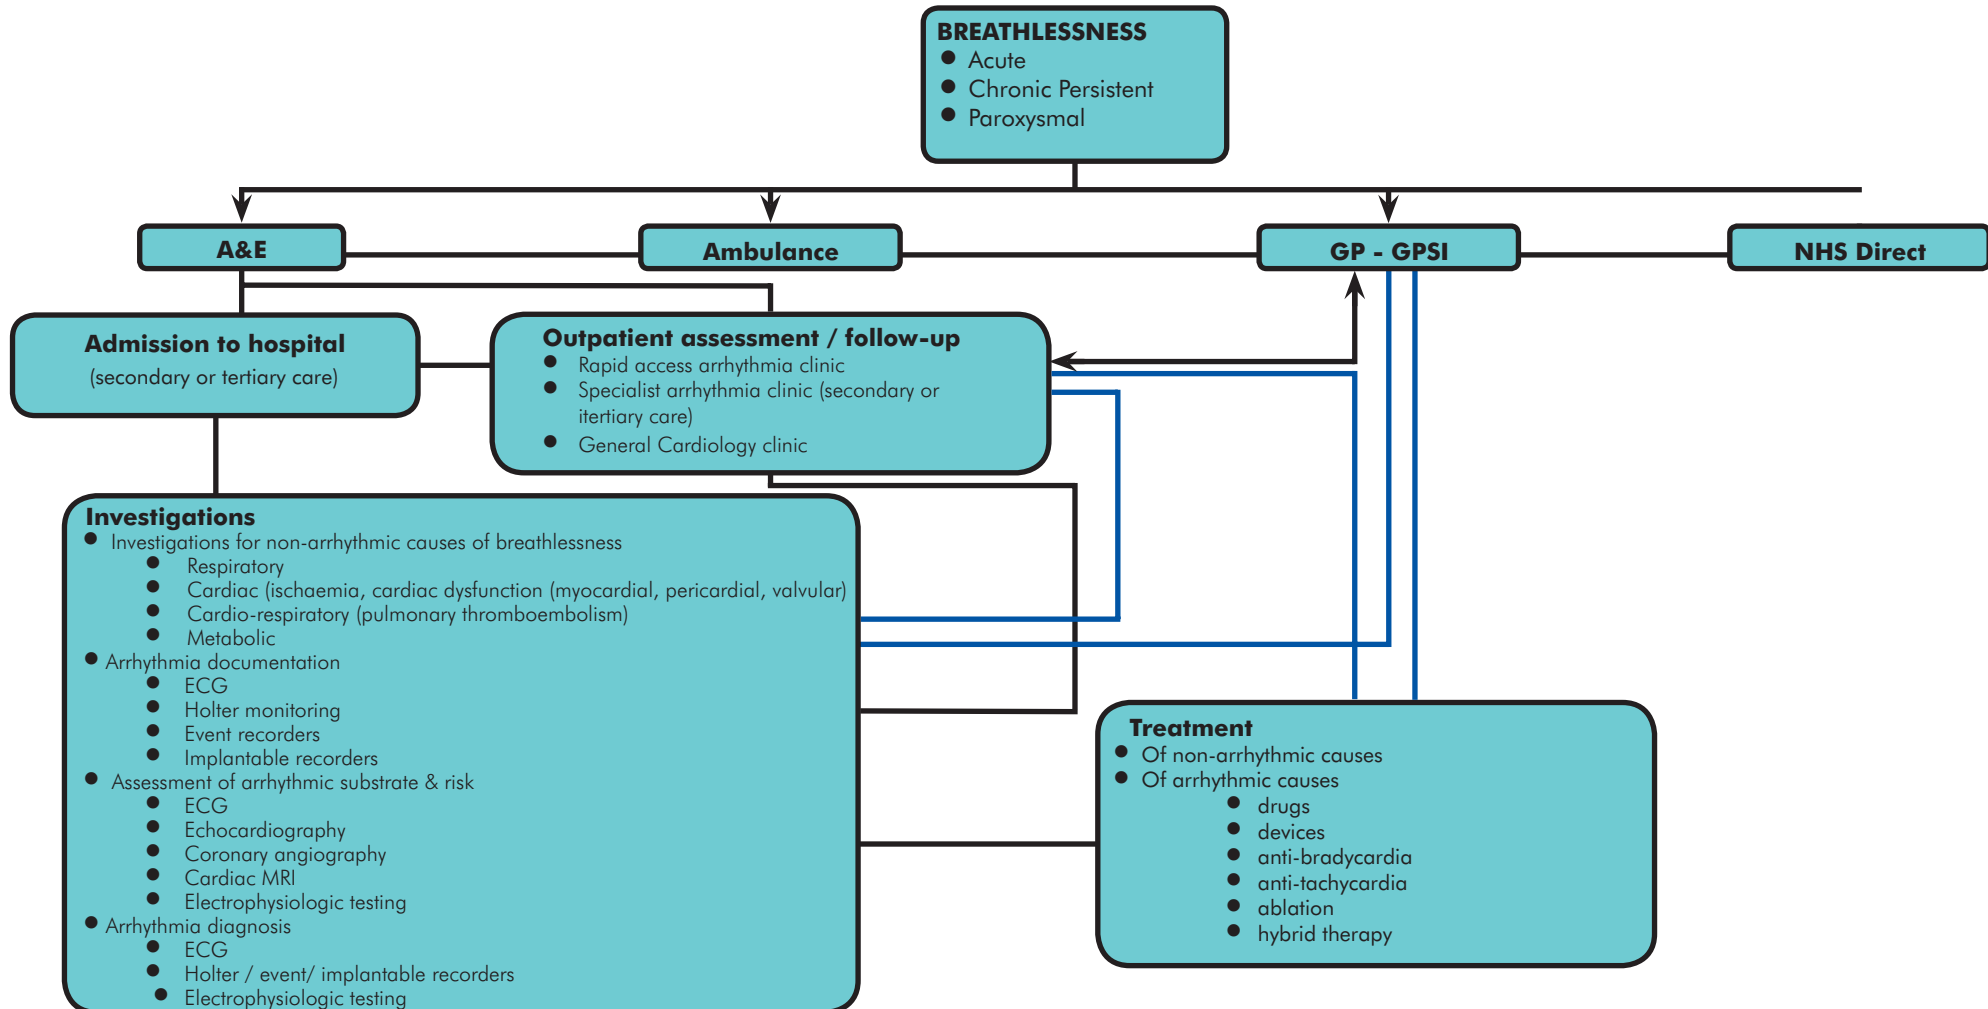 BREATHLESSNESS
● Acute
● Chronic Persistent
● Paroxysmal
A&E
Ambulance
GP - GPSI
NHS Direct
Admission to hospital
(secondary or tertiary care)
Outpatient assessment / follow-up
● Rapid access arrhythmia clinic
● Specialist arrhythmia clinic (secondary or
itertiary care)
● General Cardiology clinic
Investigations
● Investigations for non-arrhythmic causes of breathlessness
● Respiratory
● Cardiac (ischaemia, cardiac dysfunction (myocardial, pericardial, valvular)
● Cardio-respiratory (pulmonary thromboembolism)
● Metabolic
● Arrhythmia documentation
● ECG
● Holter monitoring
● Event recorders
● Implantable recorders
● Assessment of arrhythmic substrate & risk
● ECG
● Echocardiography
● Coronary angiography
● Cardiac MRI
● Electrophysiologic testing
● Arrhythmia diagnosis
● ECG
● Holter / event/ implantable recorders
● Electrophysiologic testing
Treatment
● Of non-arrhythmic causes
● Of arrhythmic causes
● drugs
● devices
● anti-bradycardia
● anti-tachycardia
● ablation
● hybrid therapy